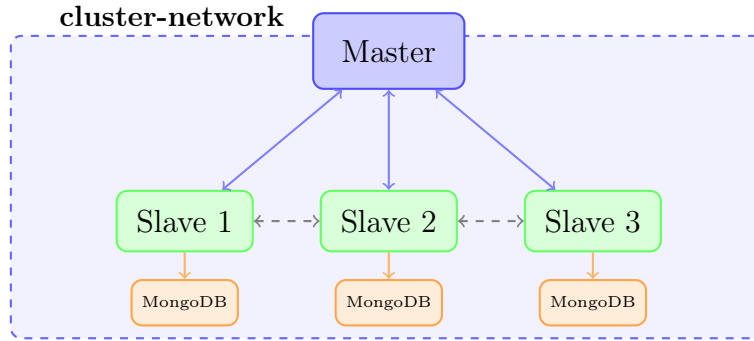 cluster-network
Master
Slave 1
Slave 2
Slave 3
MongoDB
MongoDB
MongoDB